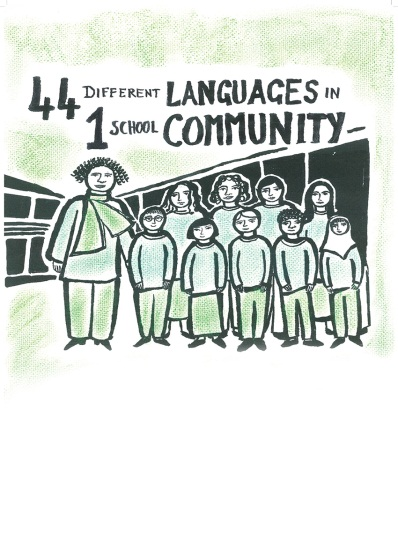 44 DIFFERENT LANGUAGES IN
1 SCHOOL COMMUNITY—